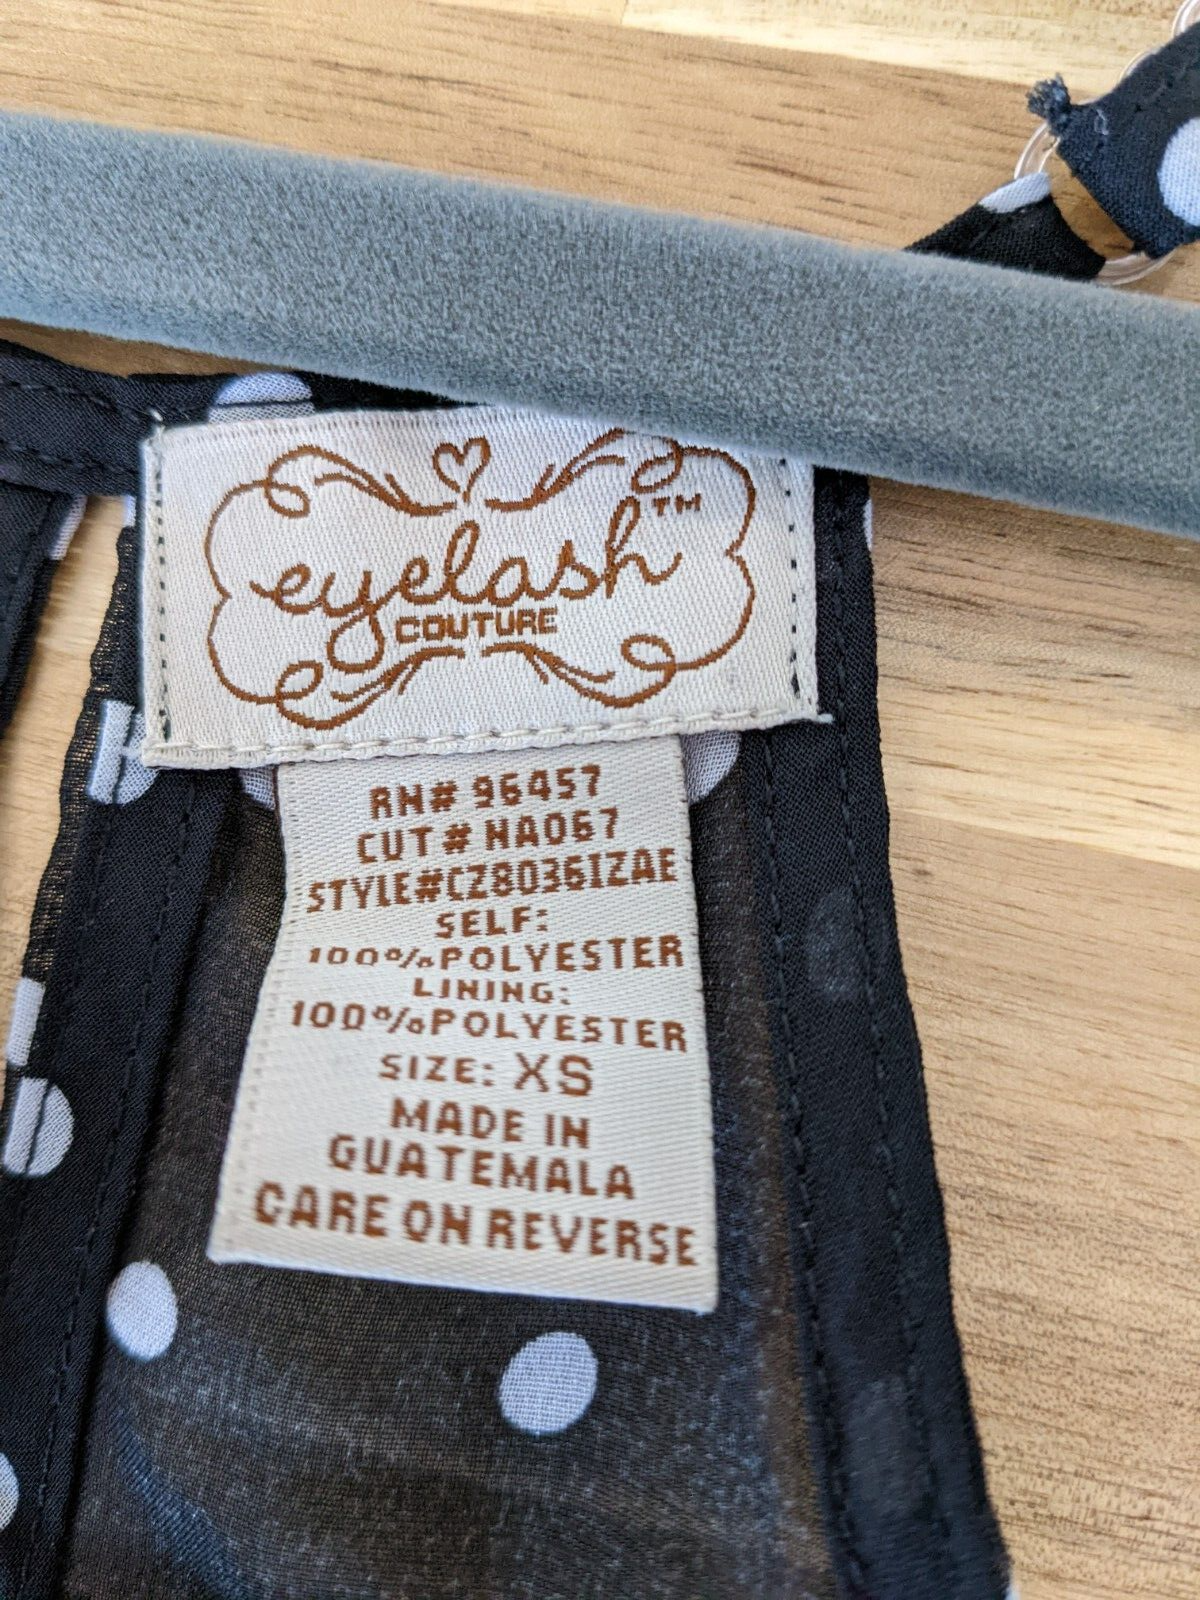 eyelash™
COUTURE
RN# 96457
CUT# NA067
STYLE#CZ80361ZAE
SELF:
100%POLYESTER
LINING:
100%POLYESTER
SIZE: XS
MADE IN
GUATEMALA
CARE ON REVERSE